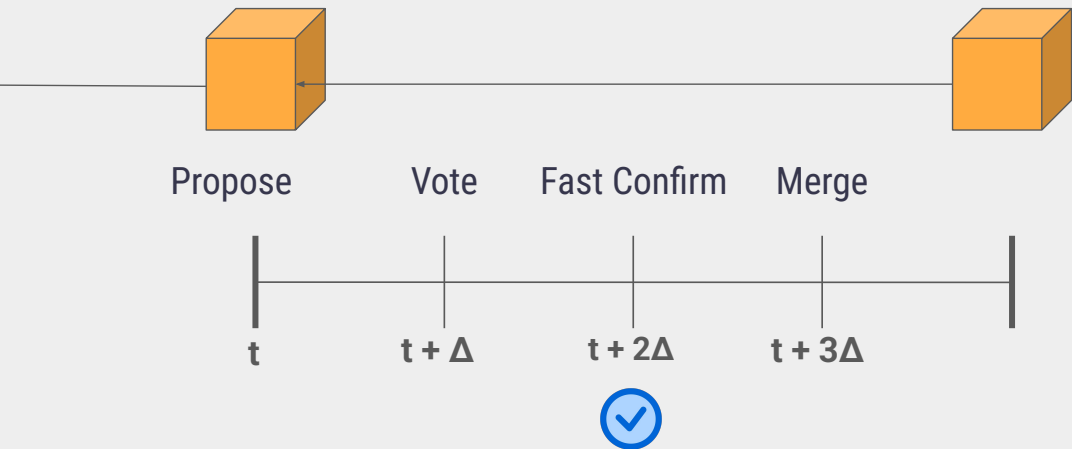 Propose Vote Fast Confirm Merge
t t + Δ t + 2Δ t + 3Δ